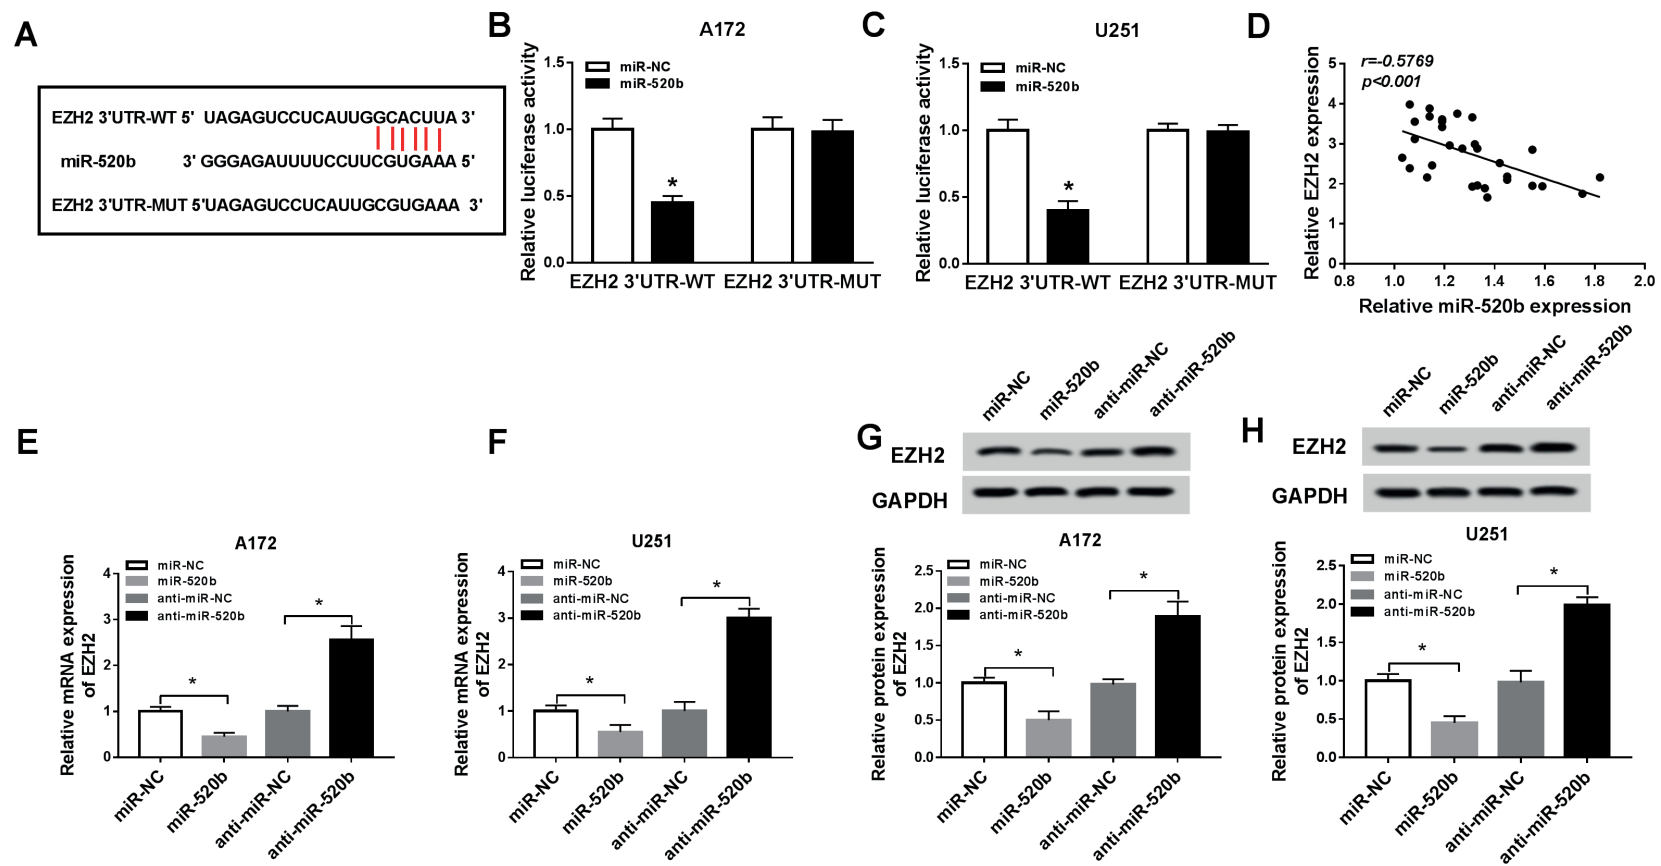 A
EZH2 3'UTR-WT 5' UAGAGUCCUCAUUGGCACUUA 3'
miR-520b 3' GGGAGAUUUUCCUUCGUGAAA 5'
EZH2 3'UTR-MUT 5'UAGAGUCCUCAUUGCGUGAAA 3'
B
A172
Relative luciferase activity
1.5
1.0
0.5
0.0
miR-NC
miR-520b
*
EZH2 3'UTR-WT EZH2 3'UTR-MUT
C
U251
Relative luciferase activity
1.5
1.0
0.5
0.0
miR-NC
miR-520b
*
EZH2 3'UTR-WT EZH2 3'UTR-MUT
D
r=-0.5769
p<0.001
Relative EZH2 expression
5
4
3
2
1
0
0.8 1.0 1.2 1.4 1.6 1.8 2.0
Relative miR-520b expression
E
A172
Relative mRNA expression
of EZH2
4
3
2
1
0
miR-NC
miR-520b
anti-miR-NC
anti-miR-520b
*
*
miR-NC
miR-520b
anti-miR-NC
anti-miR-520b
F
U251
Relative mRNA expression
of EZH2
4
3
2
1
0
miR-NC
miR-520b
anti-miR-NC
anti-miR-520b
*
*
miR-NC
miR-520b
anti-miR-NC
anti-miR-520b
G
miR-NC
miR-520b
anti-miR-NC
anti-miR-520b
EZH2
GAPDH
A172
Relative protein expression
of EZH2
2.5
2.0
1.5
1.0
0.5
0.0
miR-NC
miR-520b
anti-miR-NC
anti-miR-520b
*
*
miR-NC
miR-520b
anti-miR-NC
anti-miR-520b
H
miR-NC
miR-520b
anti-miR-NC
anti-miR-520b
EZH2
GAPDH
U251
Relative protein expression
of EZH2
2.5
2.0
1.5
1.0
0.5
0.0
miR-NC
miR-520b
anti-miR-NC
anti-miR-520b
*
*
miR-NC
miR-520b
anti-miR-NC
anti-miR-520b